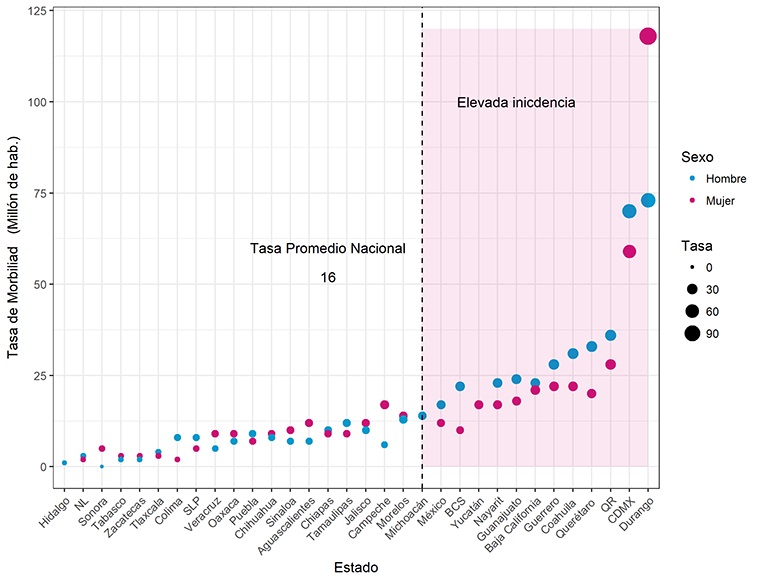 125
100
75
50
25
0
Tasa de Morbiliad (Millón de hab.)
Elevada inicdencia
Tasa Promedio Nacional
16
Sexo
Hombre
Mujer
Tasa
0
30
60
90
Hidalgo
NL
Sonora
Tabasco
Zacatecas
Tlaxcala
Colima
SLP
Veracruz
Oaxaca
Puebla
Chihuahua
Sinaloa
Aguascalientes
Chiapas
Tamaulipas
Jalisco
Campeche
Morelos
Michoacán
México
BCS
Yucatán
Nayarit
Guanajuato
Baja California
Guerrero
Coahuila
Querétaro
QR
CDMX
Durango
Estado